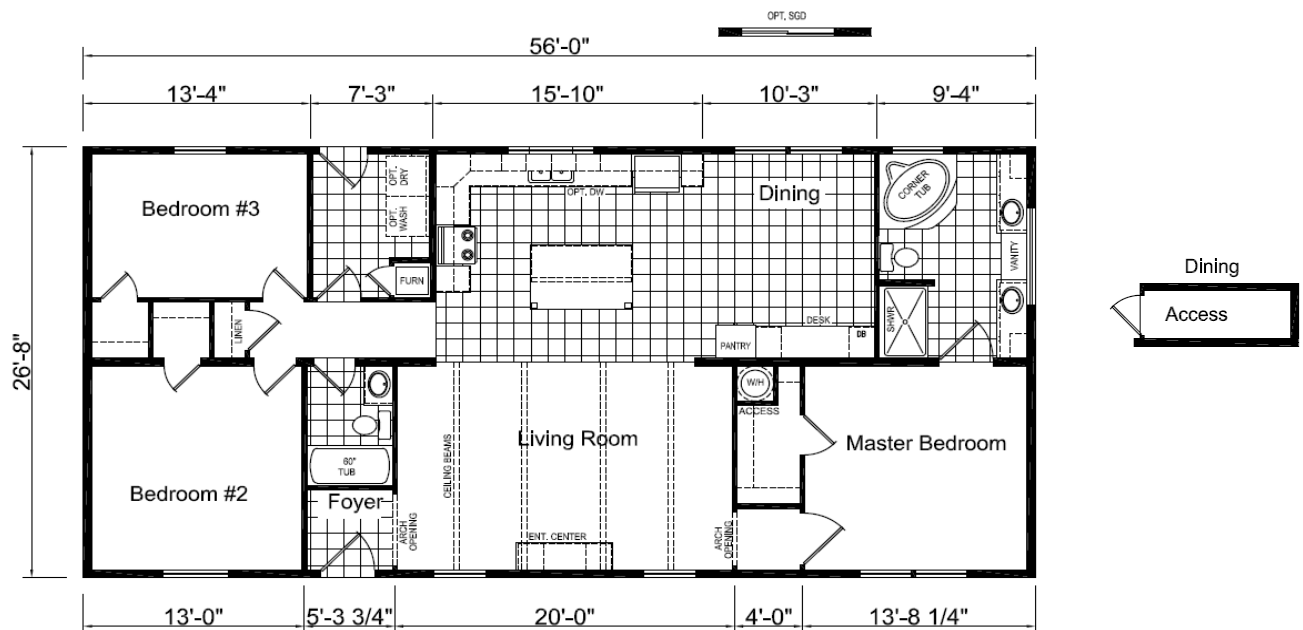 OPT. SGD
56'-0"
13'-4"
7'-3"
15'-10"
10'-3"
9'-4"
26'-8"
Bedroom #3
OPT. DRY
OPT. WASH
FURN
LINEN
OPT. DW
Dining
DESK
DB
PANTRY
CORNER
TUB
VANITY
SHWR
Dining
Access
Bedroom #2
60"
TUB
Foyer
ARCH
OPENING
CEILING BEAMS
Living Room
ENT. CENTER
ARCH
OPENING
W/H
ACCESS
Master Bedroom
13'-0"
5'-3 3/4"
20'-0"
4'-0"
13'-8 1/4"